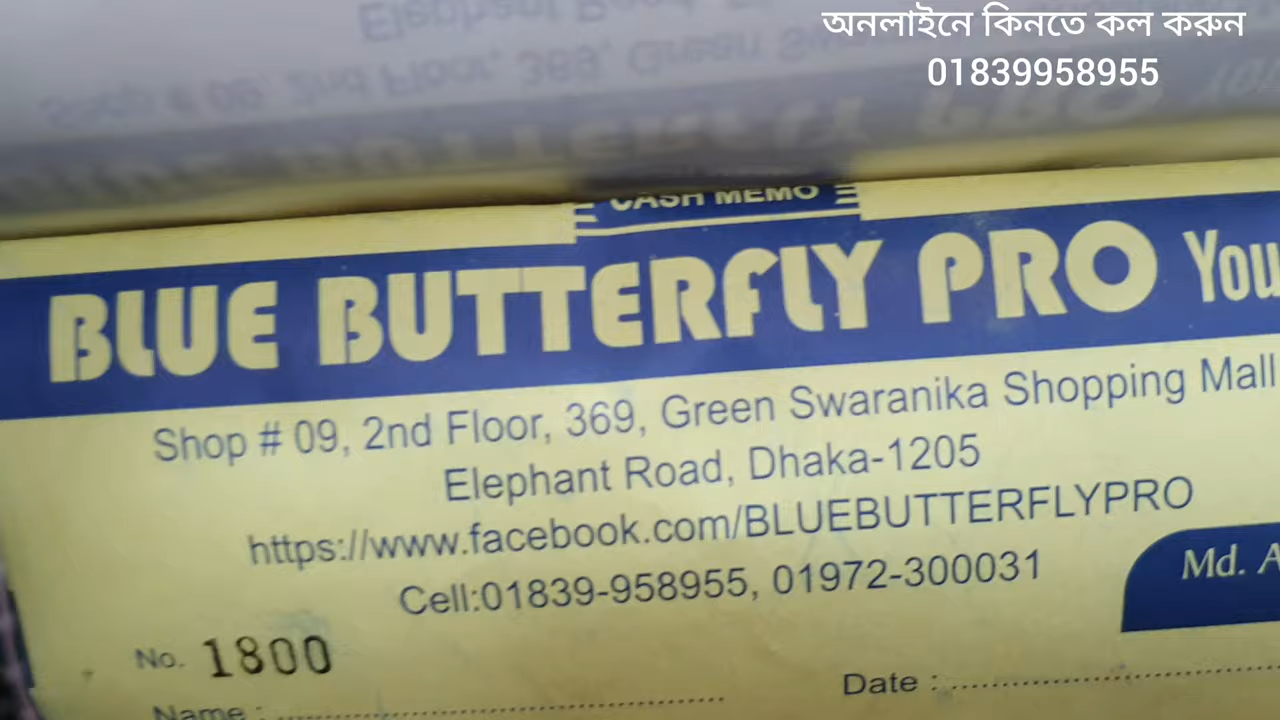 অনলাইনে কিনতে কল করুন
01839958955
CASH MEMO
BLUE BUTTERFLY PRO You
Shop # 09, 2nd Floor, 369, Green Swaranika Shopping Mall
Elephant Road, Dhaka-1205
https://www.facebook.com/BLUEBUTTERFLYPRO
Cell:01839-958955, 01972-300031
Md. A
No. 1800
Date :
Name :